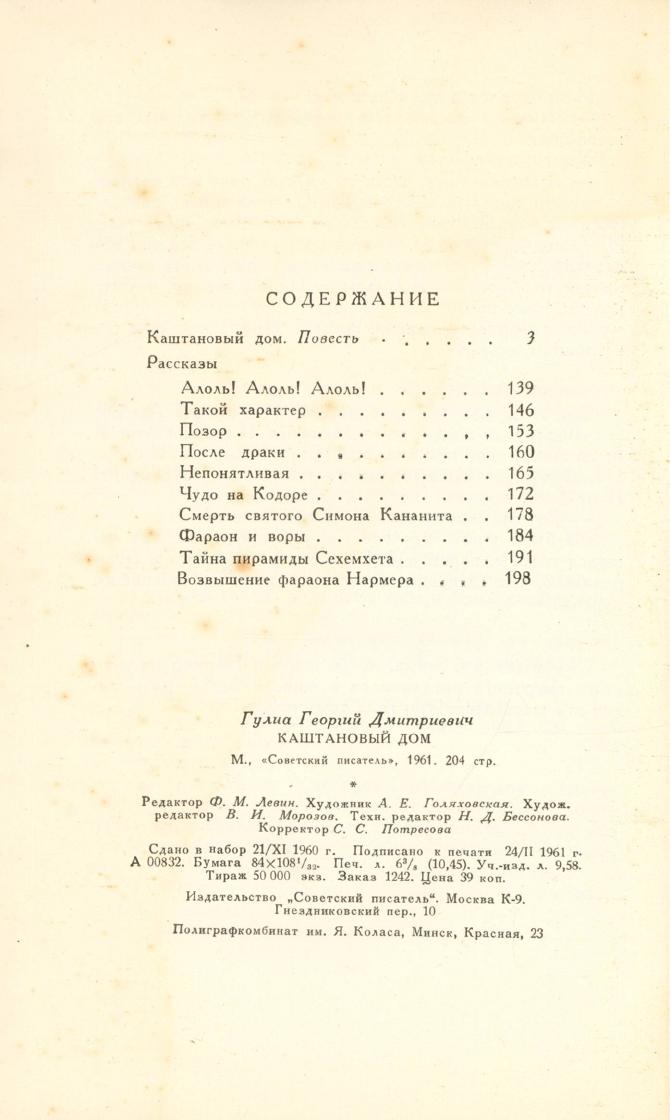 СОДЕРЖАНИЕ
Каштановый дом. Повесть . . . . . . 3
Рассказы
Алоль! Алоль! Алоль! . . . . . . 139
Такой характер . . . . . . . . . 146
Позор . . . . . . . . . . . . . 153
После драки . . . . . . . . . . 160
Непонятливая . . . . . . . . . . 165
Чудо на Кодоре . . . . . . . . . 172
Смерть святого Симона Кананита . . 178
Фараон и воры . . . . . . . . . 184
Тайна пирамиды Сехемхета . . . . . 191
Возвышение фараона Нармера . . . . 198
Гулиа Георгий Дмитриевич
КАШТАНОВЫЙ ДОМ
М., «Советский писатель», 1961. 204 стр.
*
Редактор Ф. М. Левин. Художник А. Е. Голяховская. Худож.
редактор В. И. Морозов. Техн. редактор Н. Д. Бессонова.
Корректор С. С. Потресова
Сдано в набор 21/XI 1960 г. Подписано к печати 24/II 1961 г.
А 00832. Бумага 84×108¹/₃₂. Печ. л. 6³/₈ (10,45). Уч.-изд. л. 9,58.
Тираж 50 000 экз. Заказ 1242. Цена 39 коп.
Издательство „Советский писатель“. Москва К-9.
Гнездниковский пер., 10
Полиграфкомбинат им. Я. Коласа, Минск, Красная, 23